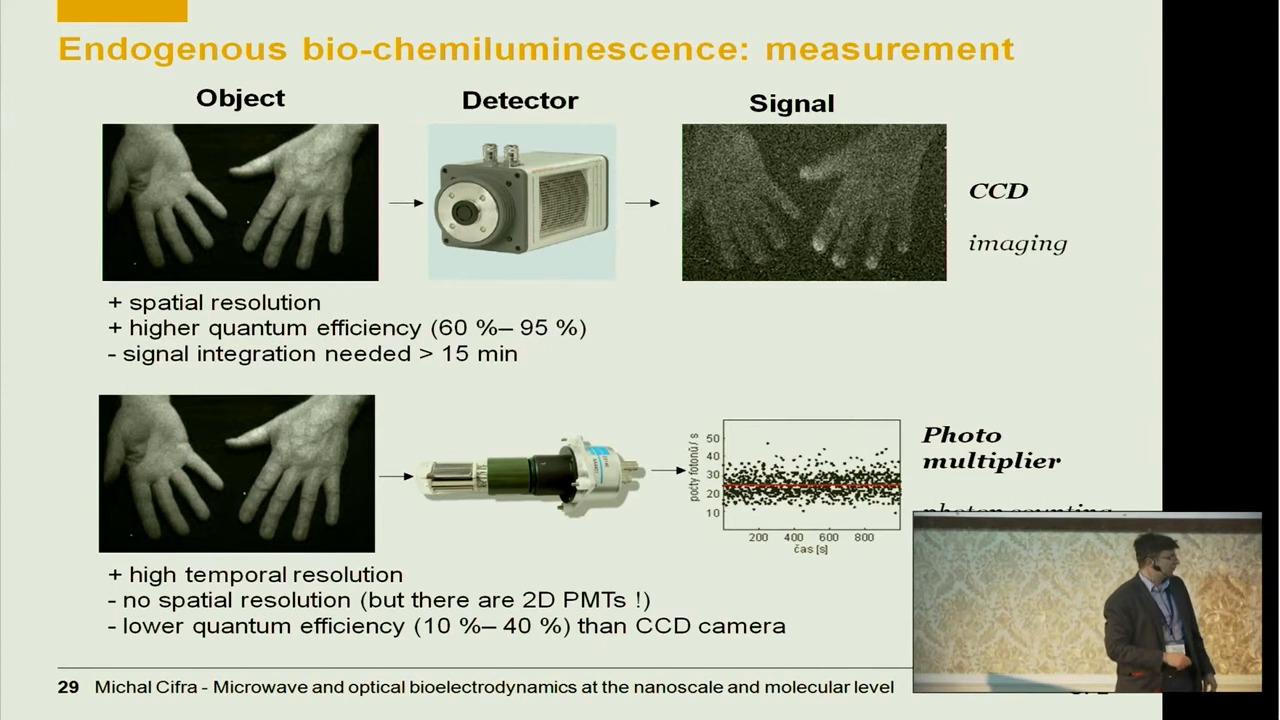 Endogenous bio-chemiluminescence: measurement
Object
Detector
Signal
CCD
imaging
+ spatial resolution
+ higher quantum efficiency (60 %– 95 %)
- signal integration needed > 15 min
Photo
multiplier
photon counting
počty fotonů / s
50
40
30
20
10
200 400 600 800
čas [s]
+ high temporal resolution
- no spatial resolution (but there are 2D PMTs !)
- lower quantum efficiency (10 %– 40 %) than CCD camera
29 Michal Cifra - Microwave and optical bioelectrodynamics at the nanoscale and molecular level